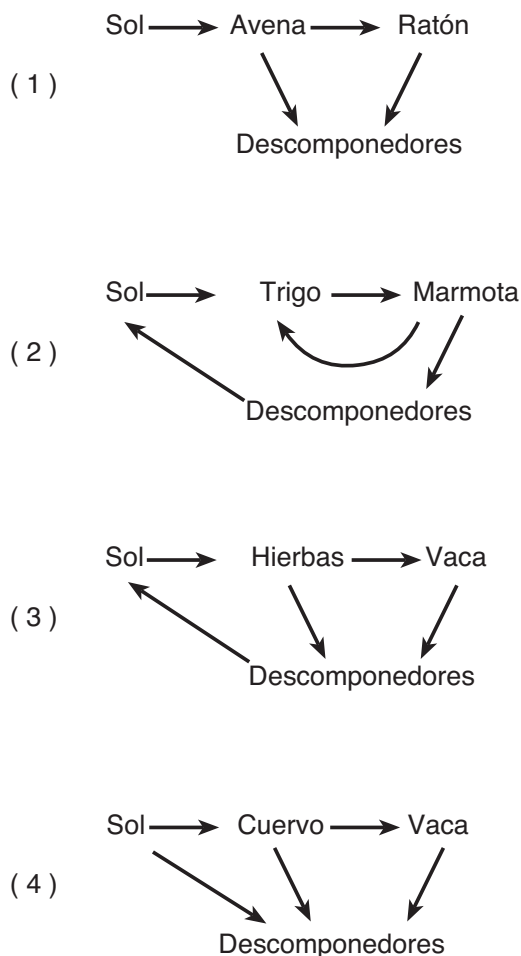 Sol Avena Ratón
( 1 )
Descomponedores
Sol Trigo Marmota
( 2 )
Descomponedores
Sol Hierbas Vaca
( 3 )
Descomponedores
Sol Cuervo Vaca
( 4 )
Descomponedores